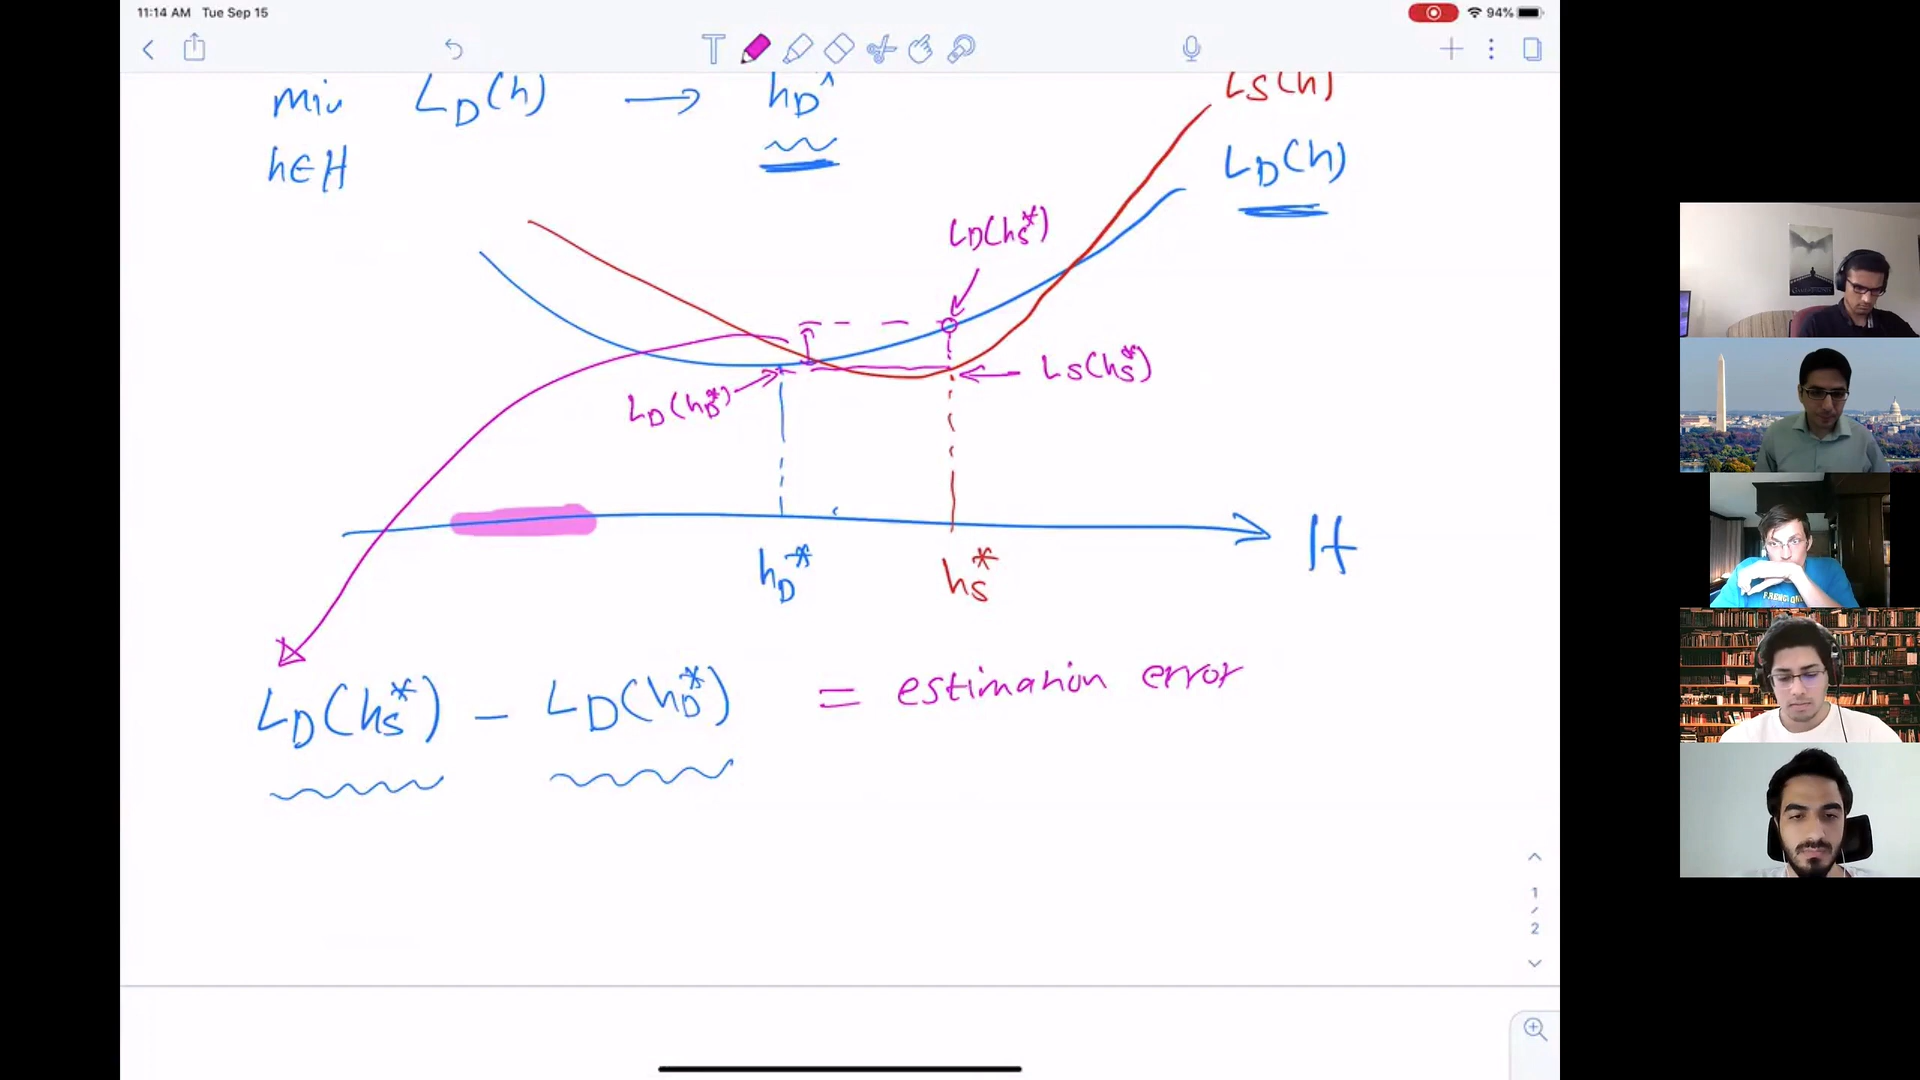 11:14 AM Tue Sep 15
94%
min L_D(h) → h_D^*
h∈H
L_S(h)
L_D(h)
L_D(h_S^*)
L_S(h_S^*)
L_D(h_D^*)
H
h_D^*
h_S^*
L_D(h_S^*) − L_D(h_D^*) = estimation error
1
2